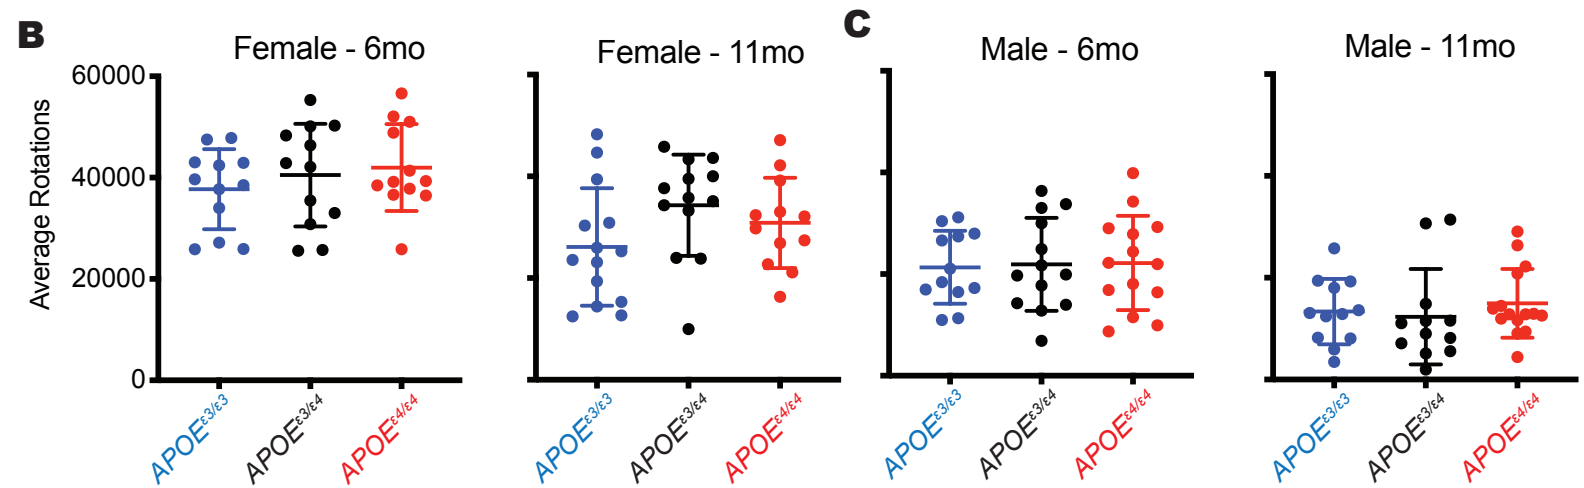 B
Female - 6mo
Average Rotations
60000
40000
20000
0
APOEε3/ε3
APOEε3/ε4
APOEε4/ε4
Female - 11mo
APOEε3/ε3
APOEε3/ε4
APOEε4/ε4
C
Male - 6mo
APOEε3/ε3
APOEε3/ε4
APOEε4/ε4
Male - 11mo
APOEε3/ε3
APOEε3/ε4
APOEε4/ε4